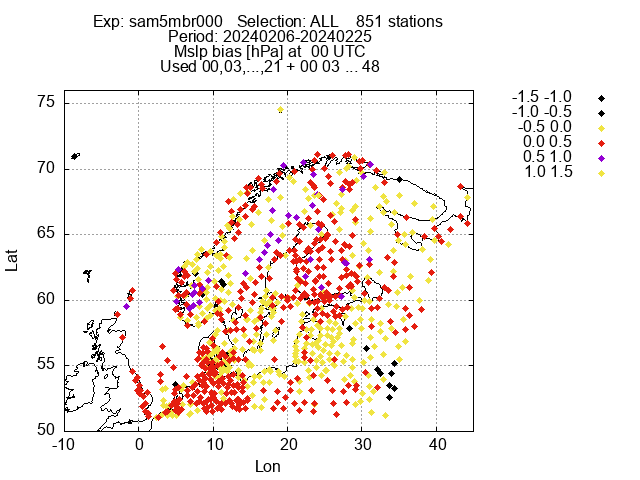 Exp: sam5mbr000   Selection: ALL    851 stations
Period: 20240206-20240225
Mslp bias [hPa] at  00 UTC
Used 00,03,...,21 + 00 03 ... 48
-1.5 -1.0
-1.0 -0.5
-0.5 0.0
0.0 0.5
0.5 1.0
1.0 1.5
75
70
65
60
55
50
Lat
-10 0 10 20 30 40
Lon